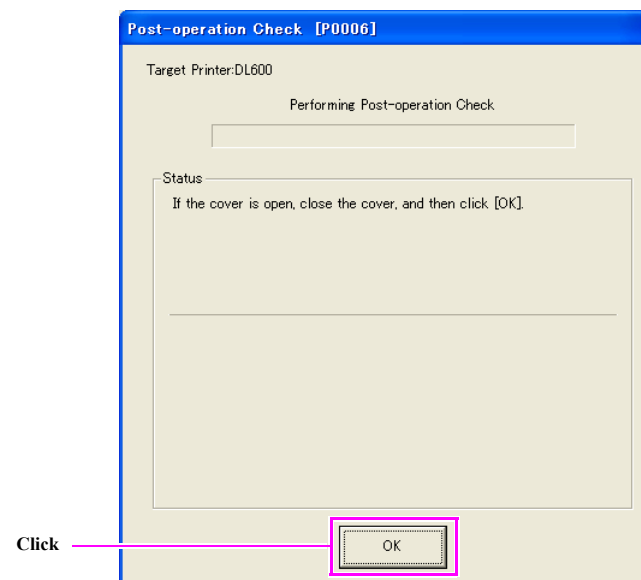 Post-operation Check [P0006]
Target Printer:DL600
Performing Post-operation Check
Status
If the cover is open, close the cover, and then click [OK].
Click
OK